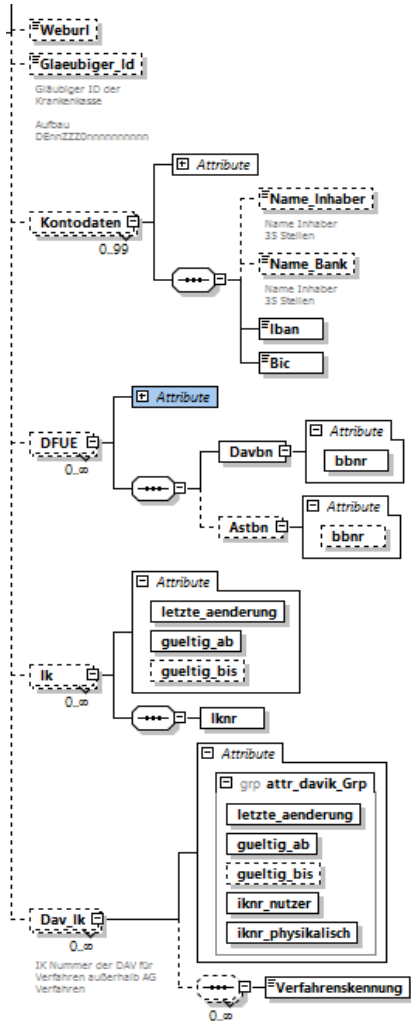 Weburl
Glaeubiger_Id
Gläubiger ID der
Krankenkasse
Aufbau
DEnnZZZ0nnnnnnnnnn
Attribute
Kontodaten
0..99
Name_Inhaber
Name Inhaber
35 Stellen
Name_Bank
Name Inhaber
35 Stellen
Iban
Bic
Attribute
DFUE
0..∞
Davbn
Attribute
bbnr
Astbn
Attribute
bbnr
Attribute
letzte_aenderung
gueltig_ab
gueltig_bis
Ik
0..∞
Iknr
Attribute
grp attr_davik_Grp
letzte_aenderung
gueltig_ab
gueltig_bis
iknr_nutzer
iknr_physikalisch
Dav_Ik
0..∞
IK Nummer der DAV für
Verfahren außerhalb AG
Verfahren
Verfahrenskennung
0..∞